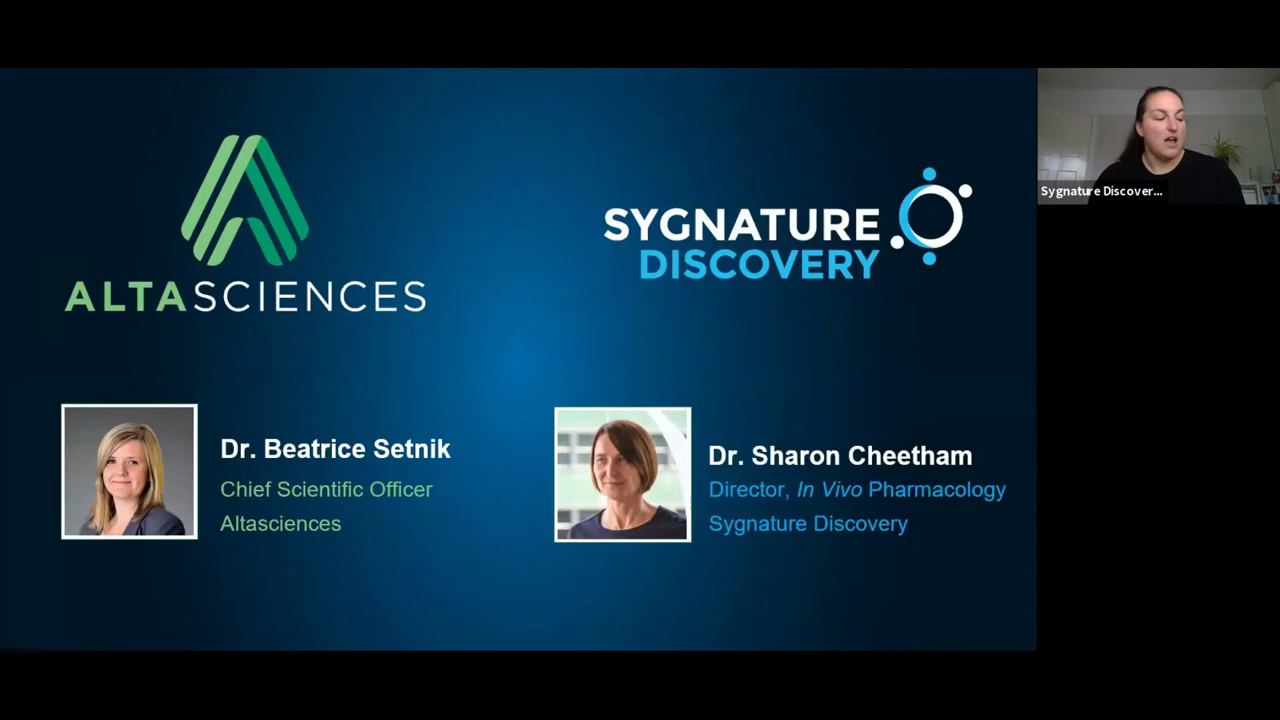 ALTASCIENCES
SYGNATURE
DISCOVERY
Sygnature Discover...
Dr. Beatrice Setnik
Chief Scientific Officer
Altasciences
Dr. Sharon Cheetham
Director, In Vivo Pharmacology
Sygnature Discovery